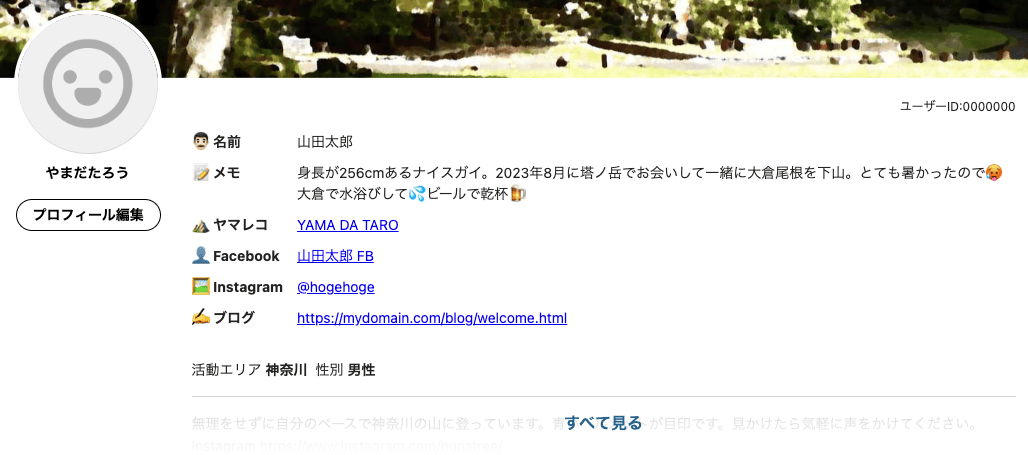 ユーザーID:0000000
名前 山田太郎
メモ 身長が256cmあるナイスガイ。2023年8月に塔ノ岳でお会いして一緒に大倉尾根を下山。とても暑かったので🥵
大倉で水浴びして💦ビールで乾杯🍻
やまだたろう
プロフィール編集
ヤマレコ YAMA DA TARO
Facebook 山田太郎 FB
Instagram @hogehoge
ブログ https://mydomain.com/blog/welcome.html
活動エリア 神奈川 性別 男性
無理をせずに自分のペースで神奈川の山に登っています。青 が目印です。見かけたら気軽に声をかけてください。
すべて見る
Instagram https://www.instagram.com/